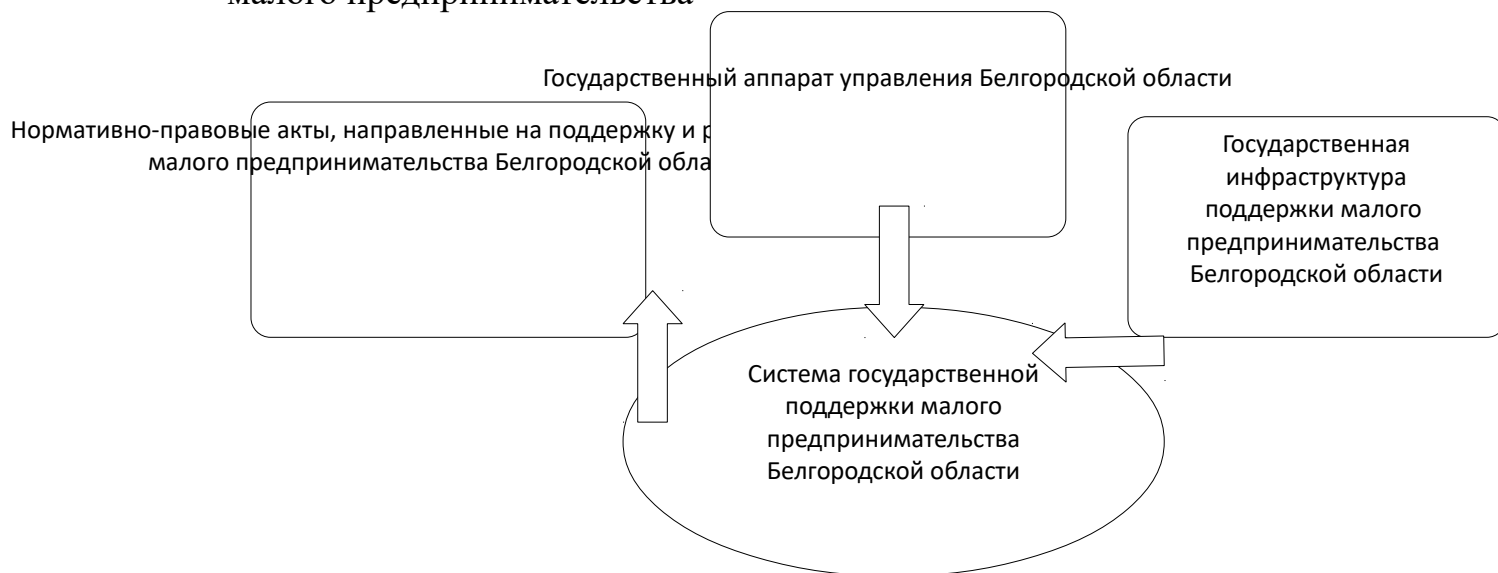 малого предпринимательства
Государственный аппарат управления Белгородской области
Нормативно-правовые акты, направленные на поддержку и
малого предпринимательства Белгородской
Государственная
инфраструктура
поддержки малого
предпринимательства
Белгородской области
Система государственной
поддержки малого
предпринимательства
Белгородской области